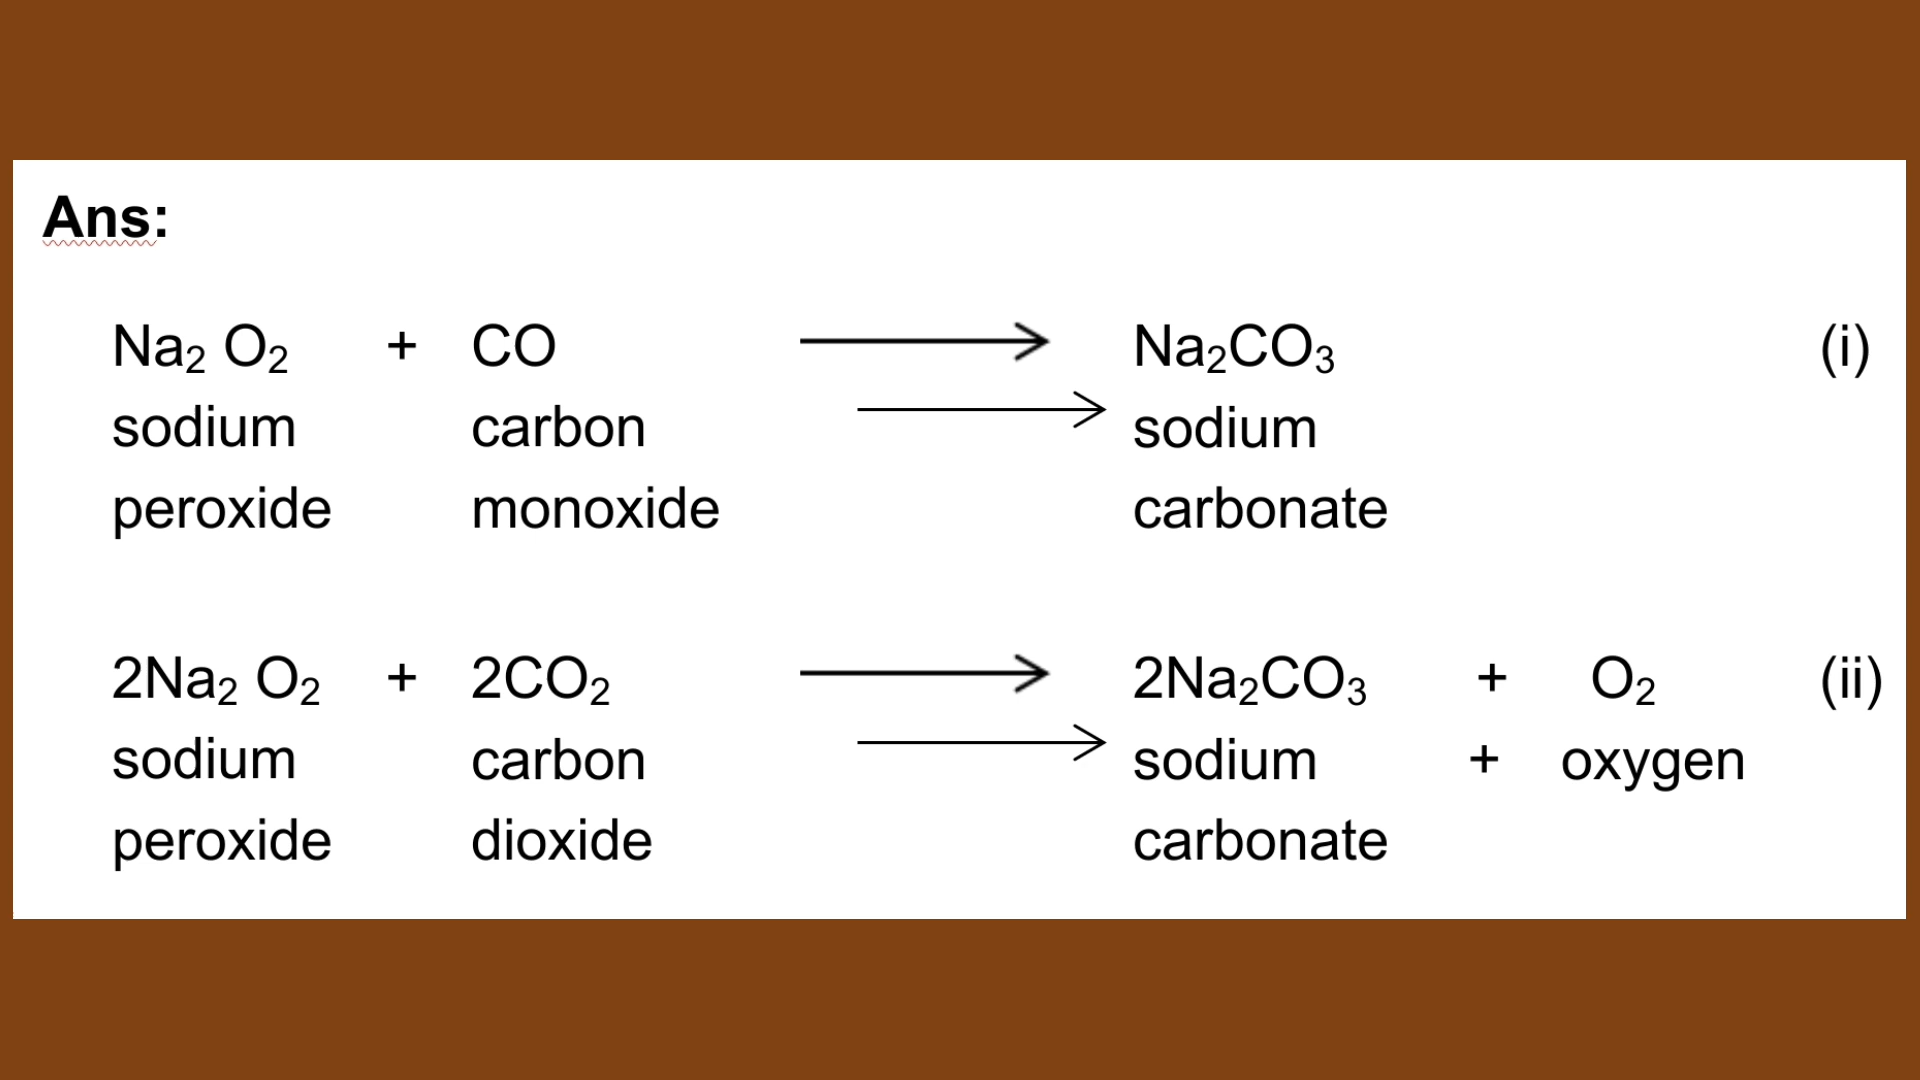 Ans:
Na₂ O₂ + CO ⟶ Na₂CO₃ (i)
sodium carbon ⟶ sodium
peroxide monoxide carbonate
2Na₂ O₂ + 2CO₂ ⟶ 2Na₂CO₃ + O₂ (ii)
sodium carbon ⟶ sodium + oxygen
peroxide dioxide carbonate